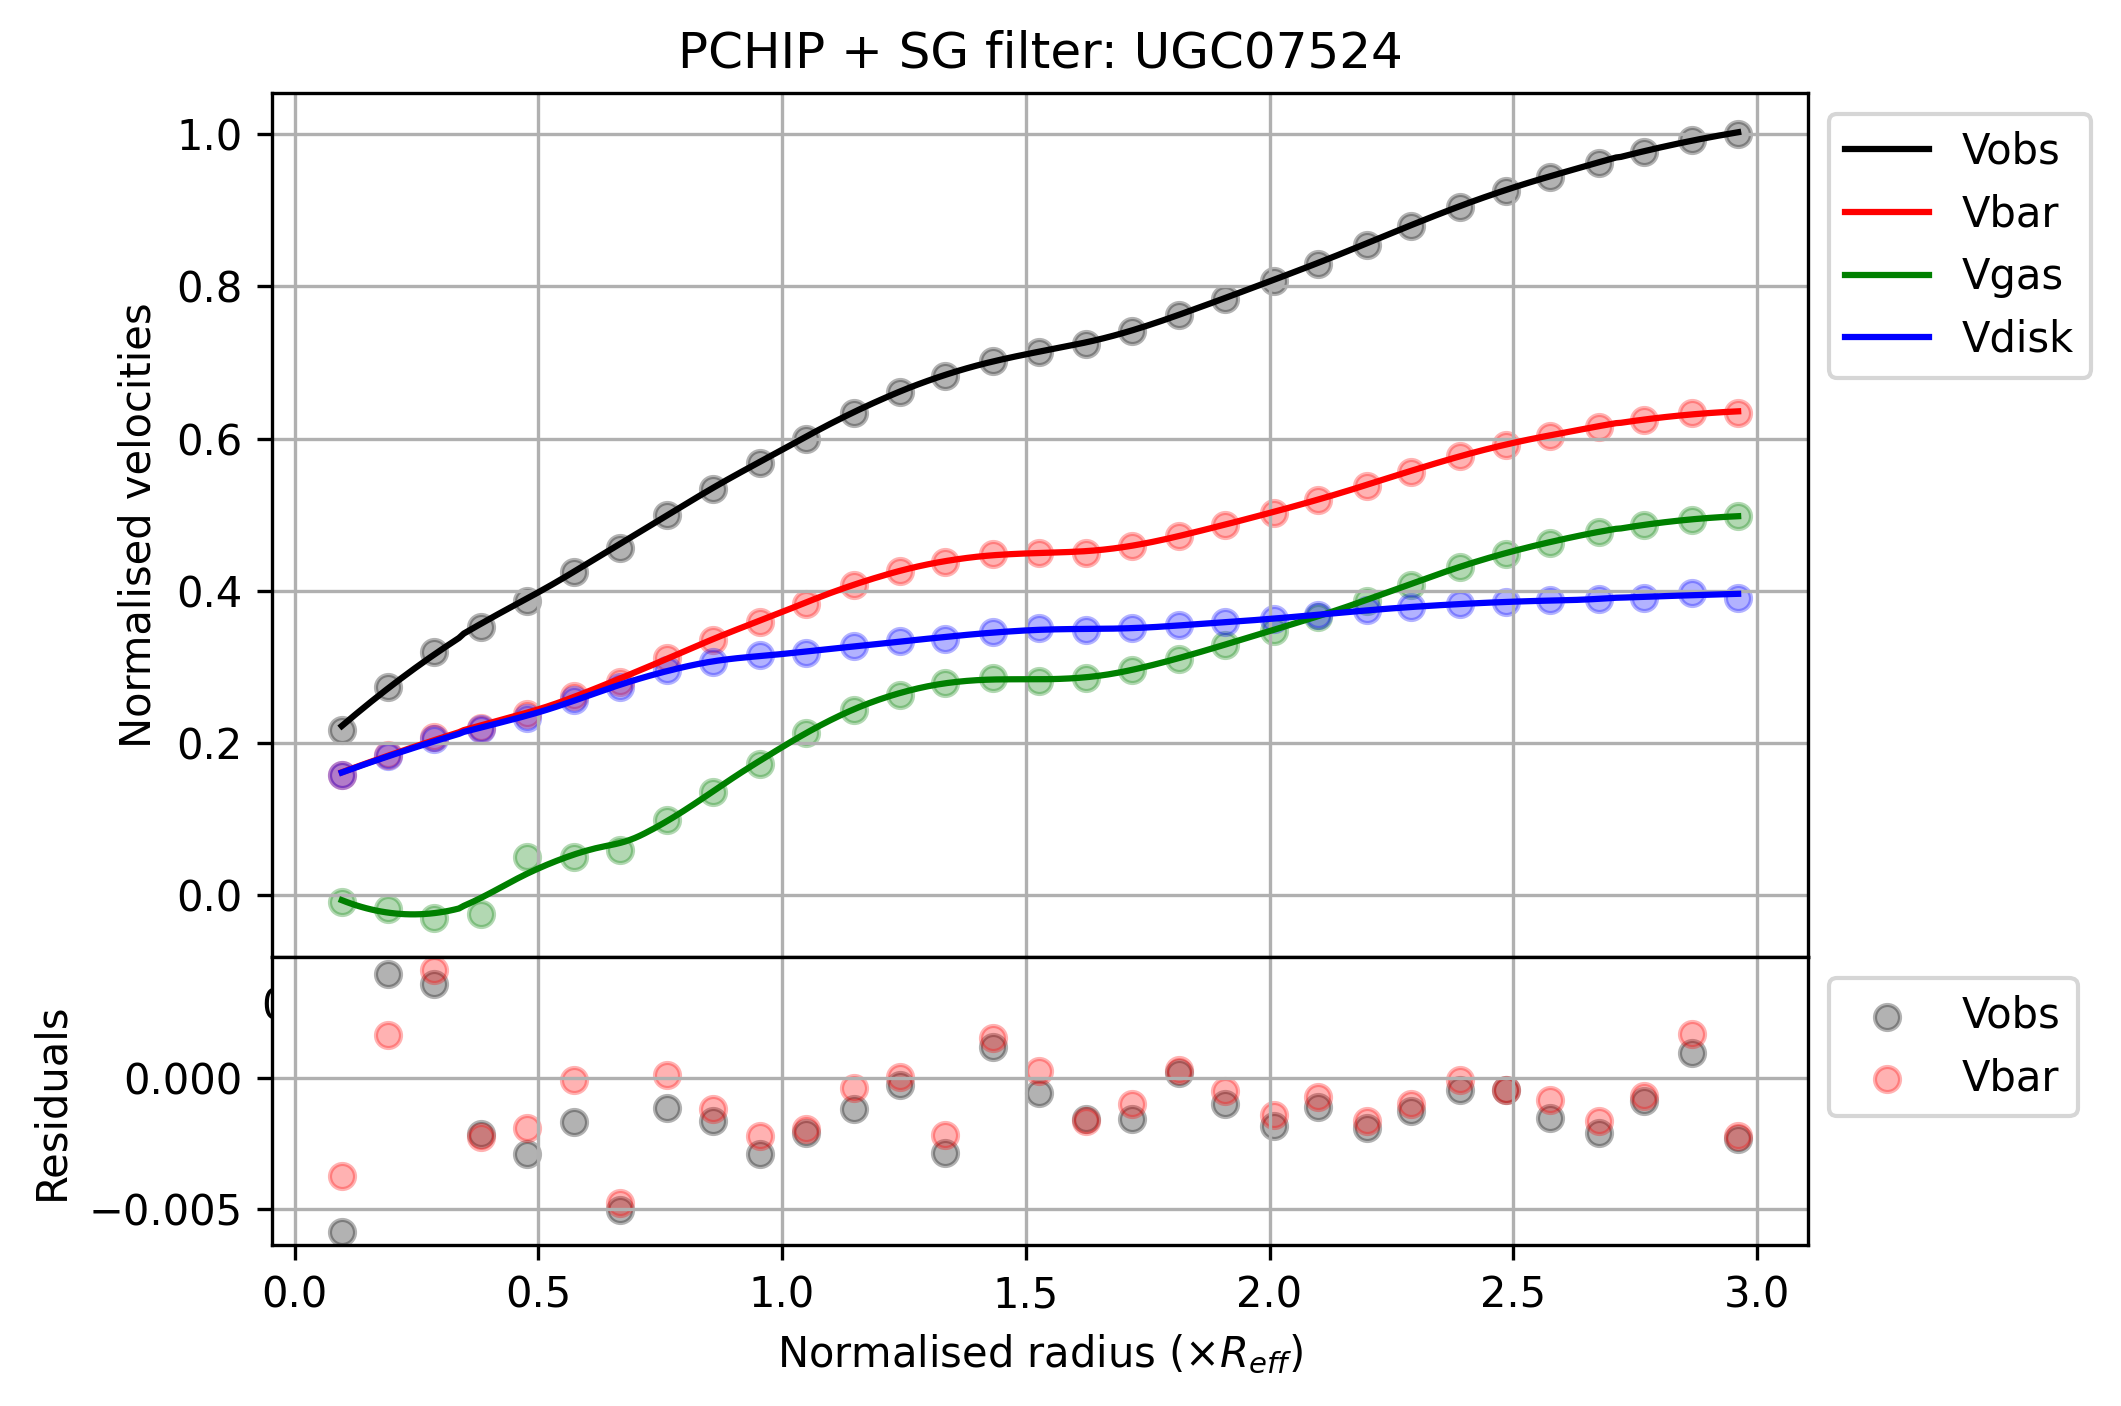 PCHIP + SG filter: UGC07524
1.0
0.8
0.6
0.4
0.2
0.0
Normalised velocities
Vobs
Vbar
Vgas
Vdisk
0.000
−0.005
Residuals
Vobs
Vbar
0.0 0.5 1.0 1.5 2.0 2.5 3.0
Normalised radius (×R_eff)